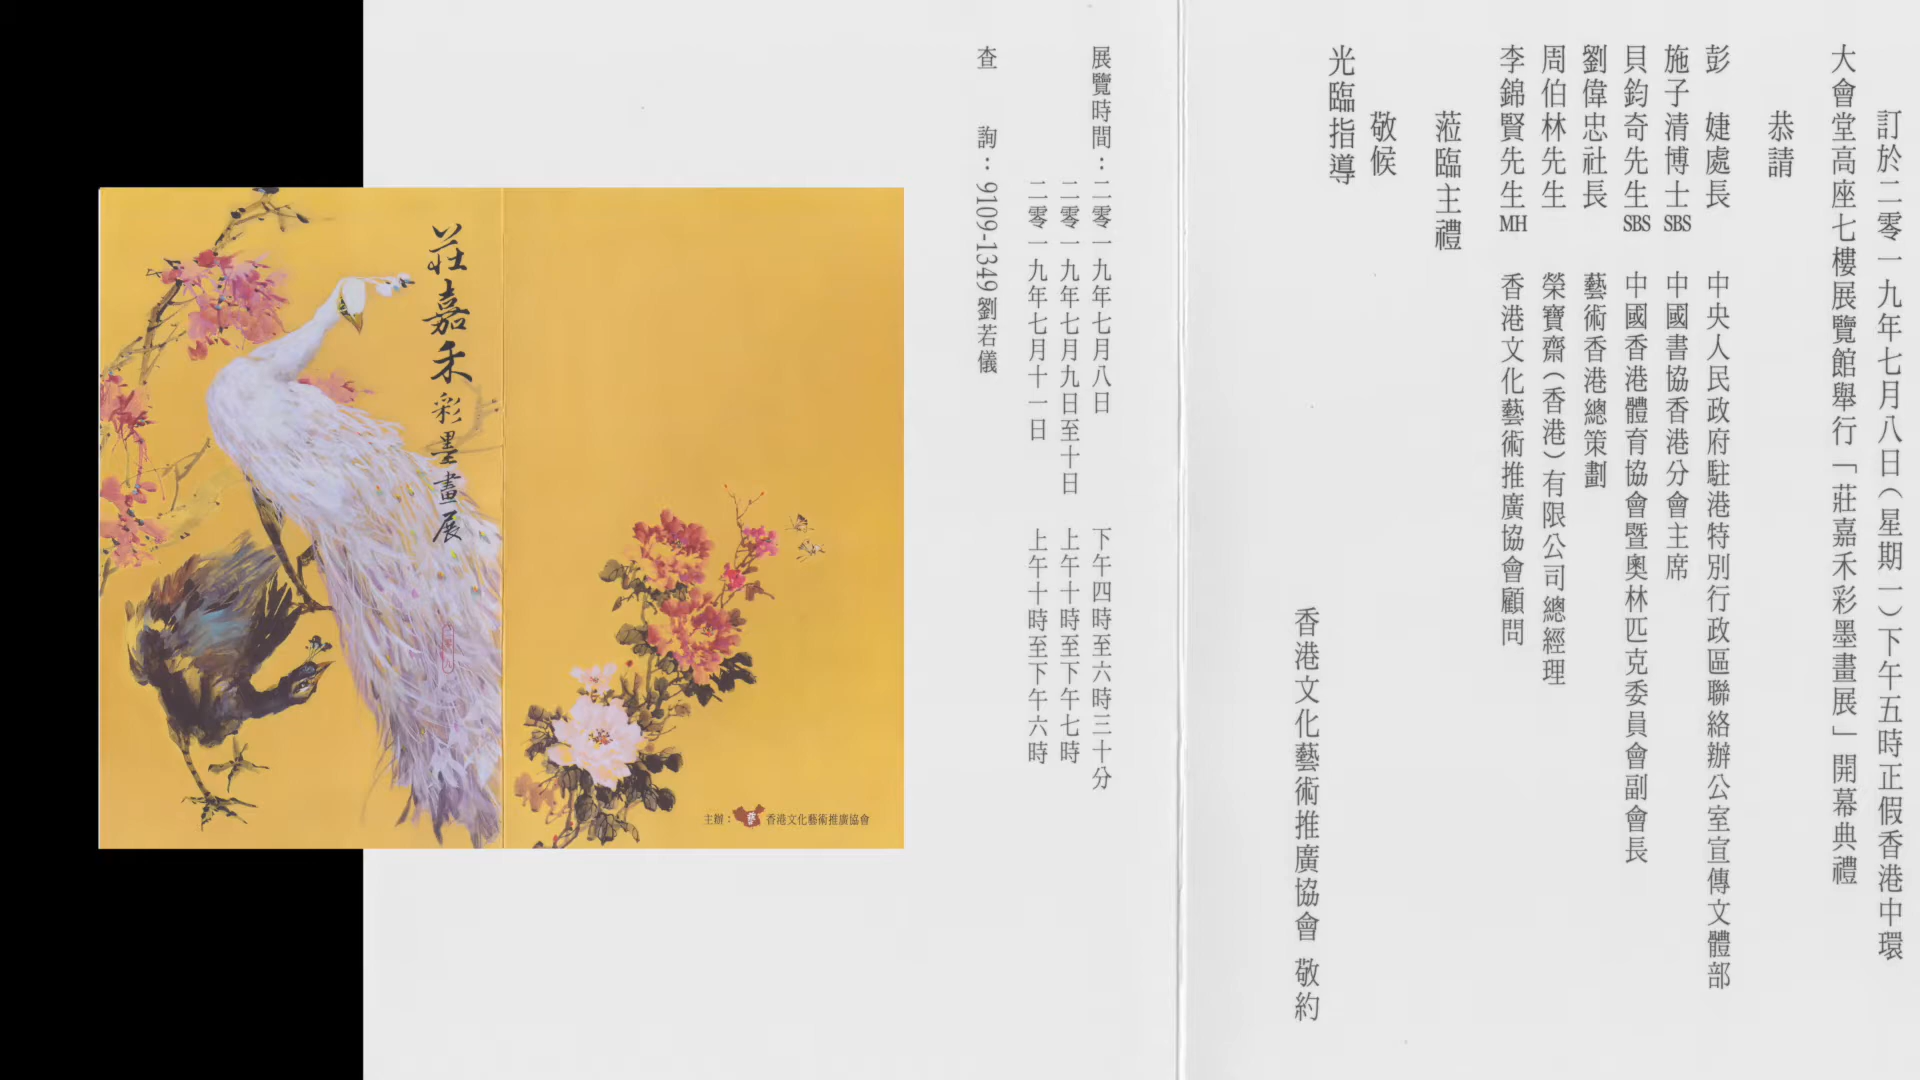 訂於二零一九年七月八日（星期一）下午五時正假香港中環
大會堂高座七樓展覽館舉行「莊嘉禾彩墨畫展」開幕典禮
恭請
彭 婕處長 中央人民政府駐港特別行政區聯絡辦公室宣傳文體部
施子清博士SBS 中國書協香港分會主席
貝鈞奇先生SBS 中國香港體育協會暨奧林匹克委員會副會長
劉偉忠社長 藝術香港總策劃
周伯林先生 榮寶齋（香港）有限公司總經理
李錦賢先生MH 香港文化藝術推廣協會顧問
蒞臨主禮
敬候
光臨指導
香港文化藝術推廣協會 敬約
展覽時間：二零一九年七月八日 下午四時至六時三十分
二零一九年七月九日至十日 上午十時至下午七時
二零一九年七月十一日 上午十時至下午六時
查 詢：9109-1349劉若儀
莊嘉禾彩墨畫展
主辦：香港文化藝術推廣協會